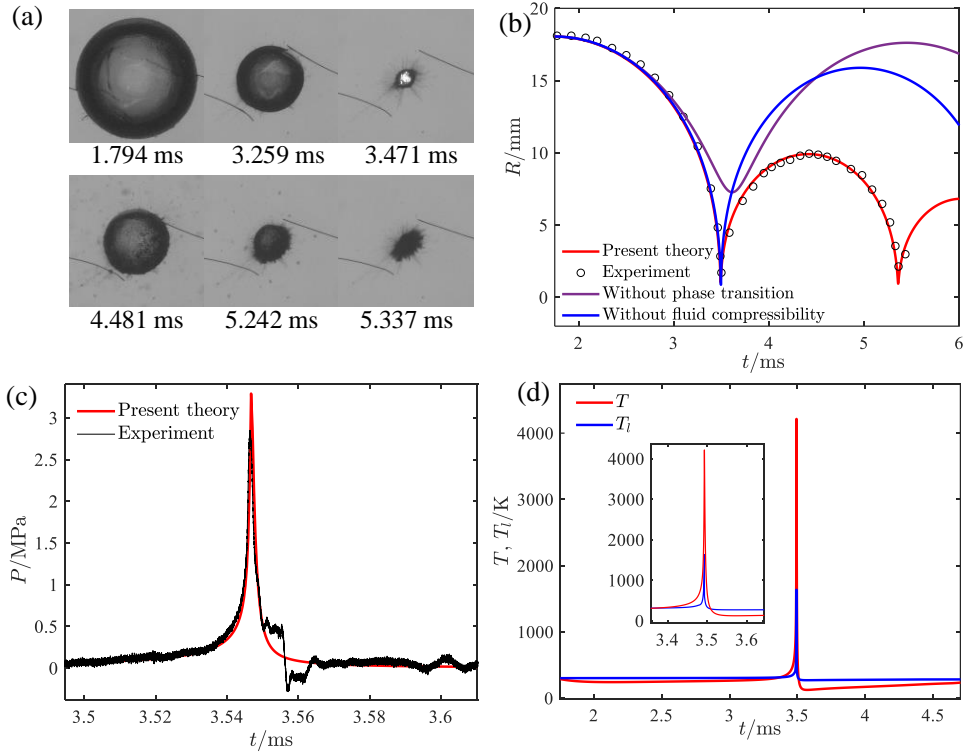 (a)
1.794 ms 3.259 ms 3.471 ms
4.481 ms 5.242 ms 5.337 ms
(b)
20
15
10
5
0
R/mm
Present theory
Experiment
Without phase transition
Without fluid compressibility
2 3 4 5 6
t/ms
(c)
3
2.5
2
1.5
1
0.5
0
P/MPa
Present theory
Experiment
3.5 3.52 3.54 3.56 3.58 3.6
t/ms
(d)
4000
3000
2000
1000
0
T, T_l/K
T
T_l
4000
3000
2000
1000
0
3.4 3.5 3.6
2 2.5 3 3.5 4 4.5
t/ms